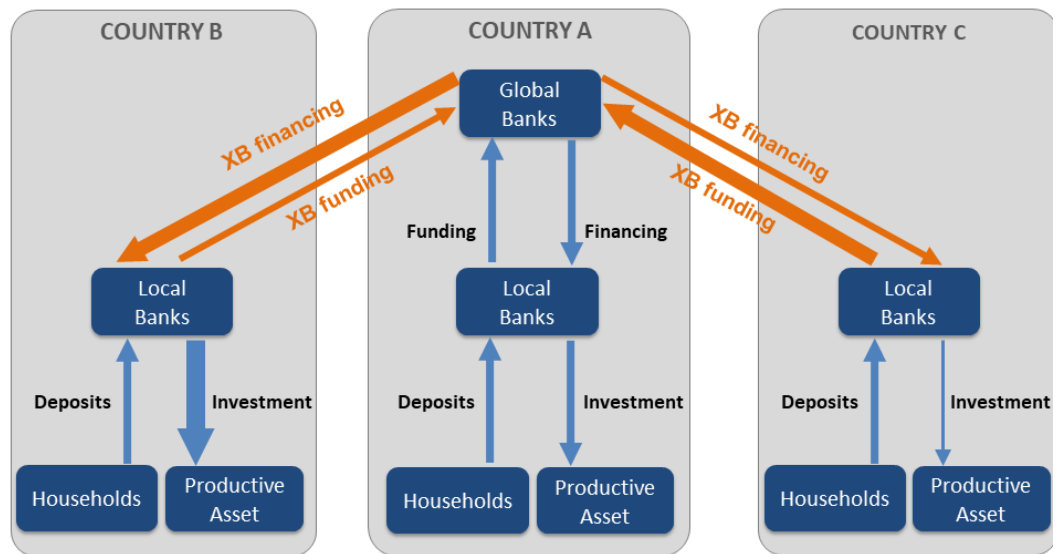 COUNTRY B
XB financing
XB funding
Local
Banks
Deposits
Investment
Households
Productive
Asset
COUNTRY A
Global
Banks
Funding
Financing
Local
Banks
Deposits
Investment
Households
Productive
Asset
COUNTRY C
XB financing
XB funding
Local
Banks
Deposits
Investment
Households
Productive
Asset